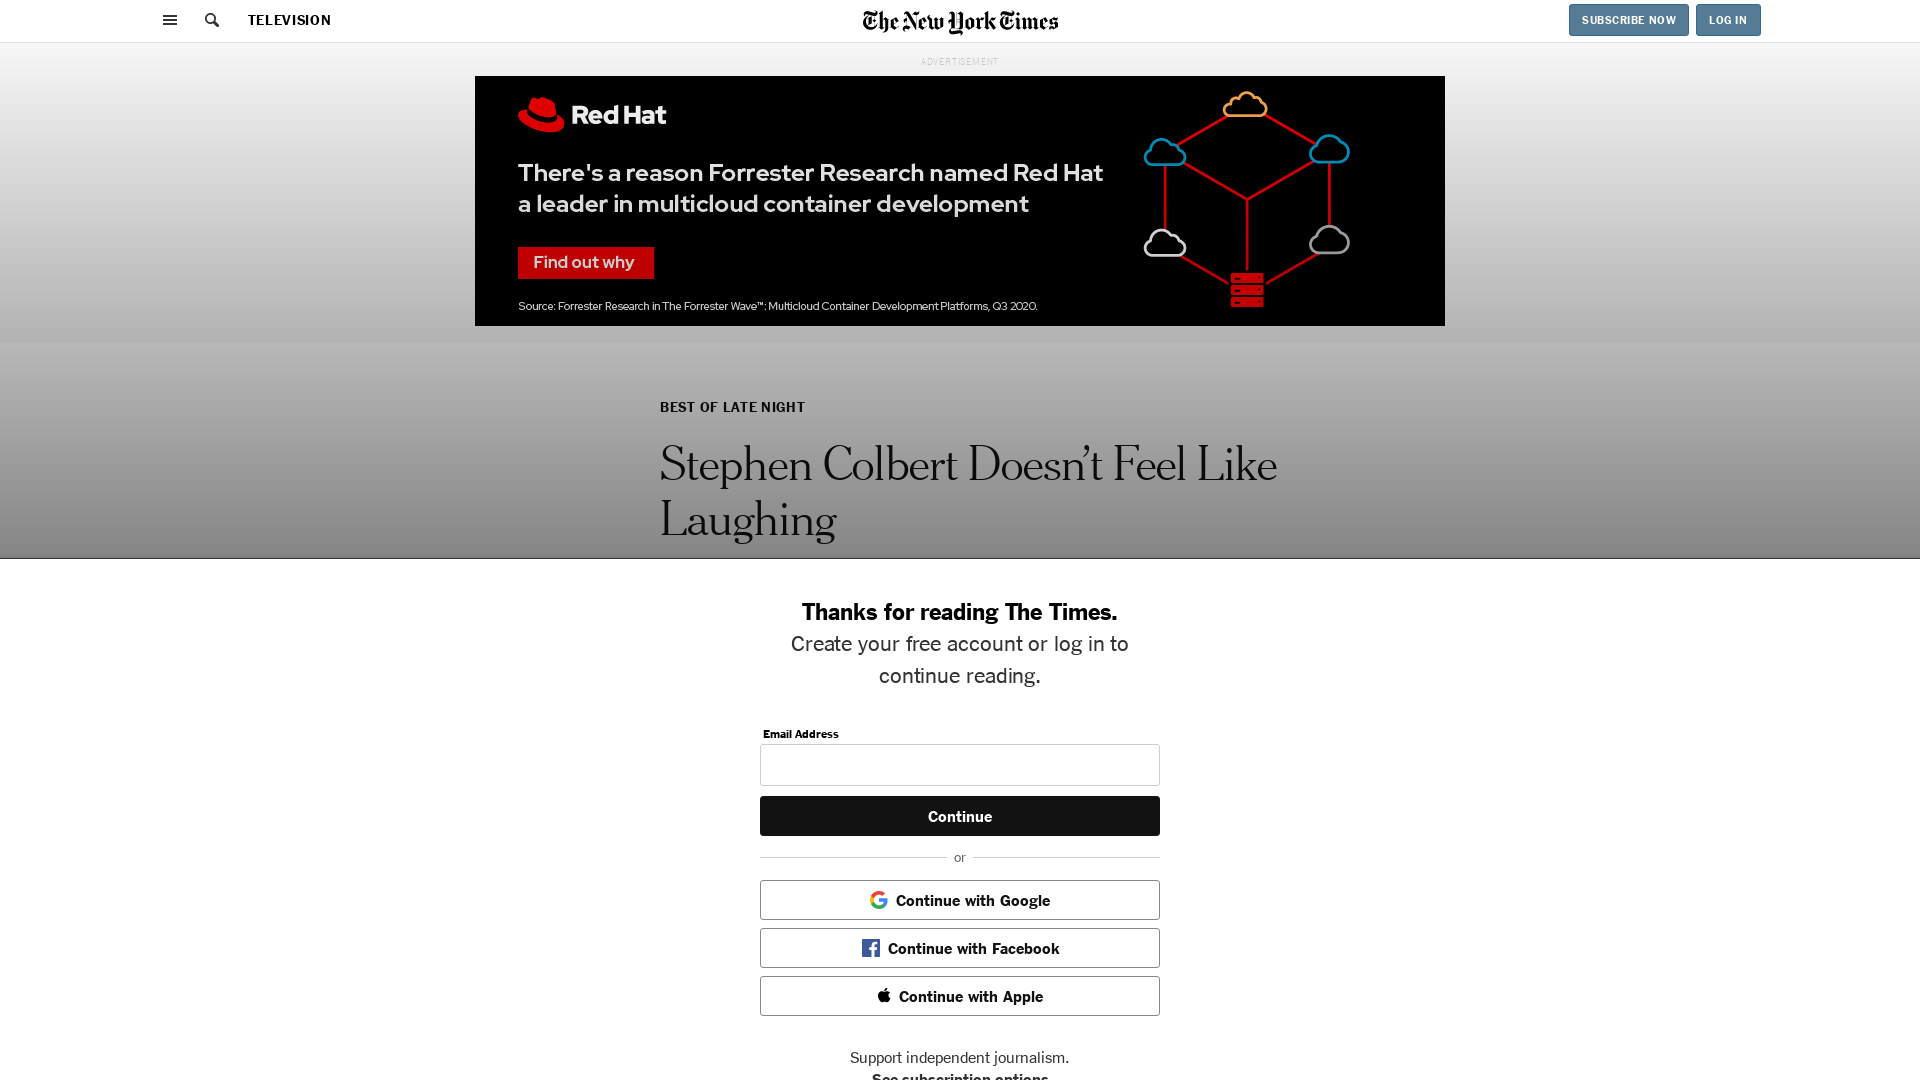 TELEVISION
The New York Times
SUBSCRIBE NOW
LOG IN
ADVERTISEMENT
Red Hat
There's a reason Forrester Research named Red Hat
a leader in multicloud container development
Find out why
Source: Forrester Research in The Forrester Wave™: Multicloud Container Development Platforms, Q3 2020.
BEST OF LATE NIGHT
Stephen Colbert Doesn’t Feel Like
Laughing
Thanks for reading The Times.
Create your free account or log in to
continue reading.
Email Address
Continue
or
Continue with Google
Continue with Facebook
Continue with Apple
Support independent journalism.
See subscription options